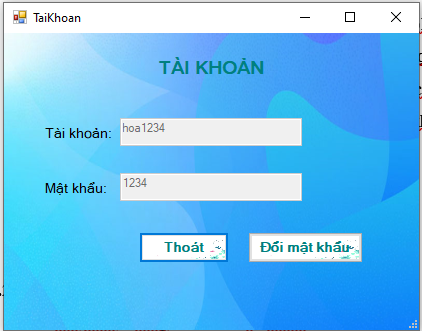 TaiKhoan
TÀI KHOẢN
Tài khoản: hoa1234
Mật khẩu: 1234
Thoát Đổi mật khẩu